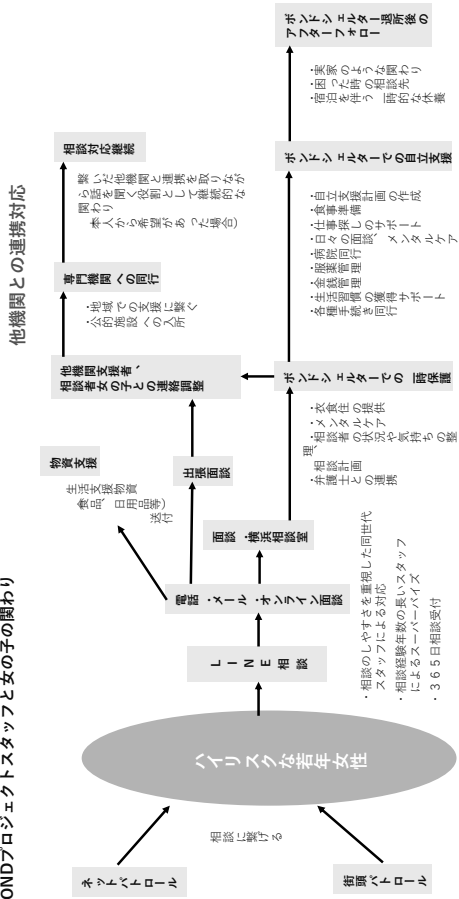 ONDプロジェクトスタッフと女の子の関わり
他機関との連携対応
ネットパトロール
街頭パトロール
相談に繋げる
ハイリスクな若年女性
LINE相談
電話・メール・オンライン面談
・相談のしやすさを重視した同世代
スタッフによる対応
・相談経験年数の長いスタッフ
によるスーパーバイズ
・365日相談受付
物資支援
生活支援物資
(食品、日用品等)
送付
出張面談
面談・横浜相談室
他機関支援者、
相談者女の子との連絡調整
ボンドシェルターでの一時保護
・衣食住の提供
・メンタルケア
・相談者の状況や気持ちの整
理、
相談計画
・弁護士との連携
専門機関への同行
・地域での支援に繋ぐ
・公的施設への入所
相談対応継続
繋いだ他機関と連携を取りなが
ら話を聞く役割として継続的な
関わり
(本人から希望があった場合)
ボンドシェルターでの自立支援
・自立支援計画の作成
・食事準備
・仕事探しのサポート
・日々の面談、メンタルケア
・病院同行
・服薬管理
・金銭管理
・生活習慣の獲得サポート
・各種手続き同行
ボンドシェルター退所後の
アフターフォロー
・実家のような関わり
・困った時の相談先
・宿泊を伴う一時的な休養